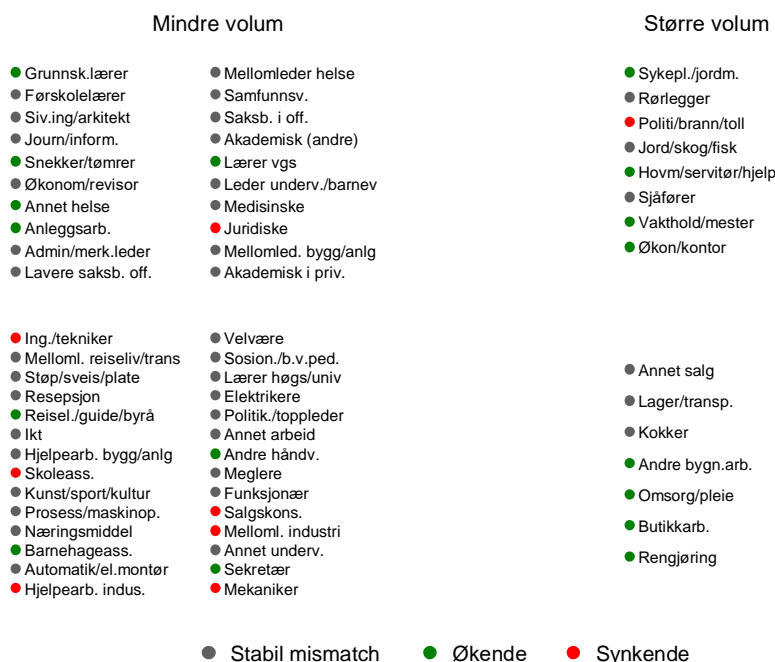 Mindre volum
Større volum
Grunnsk.lærer
Førskolelærer
Siv.ing/arkitekt
Journ/inform.
Snekker/tømrer
Økonom/revisor
Annet helse
Anleggsarb.
Admin/merk.leder
Lavere saksb. off.
Mellomleder helse
Samfunnsv.
Saksb. i off.
Akademisk (andre)
Lærer vgs
Leder underv./barnev
Medisinske
Juridiske
Mellomled. bygg/anlg
Akademisk i priv.
Sykepl./jordm.
Rørlegger
Politi/brann/toll
Jord/skog/fisk
Hovm/servitør/hjelp
Sjåfører
Vakthold/mester
Økon/kontor
Ing./tekniker
Melloml. reiseliv/trans
Støp/sveis/plate
Resepsjon
Reisel./guide/byrå
Ikt
Hjelpearb. bygg/anlg
Skoleass.
Kunst/sport/kultur
Prosess/maskinop.
Næringsmiddel
Barnehageass.
Automatik/el.montør
Hjelpearb. indus.
Velvære
Sosion./b.v.ped.
Lærer høgs/univ
Elektrikere
Politik./toppleder
Annet arbeid
Andre håndv.
Meglere
Funksjonær
Salgskons.
Melloml. industri
Annet underv.
Sekretær
Mekaniker
Annet salg
Lager/transp.
Kokker
Andre bygn.arb.
Omsorg/pleie
Butikkarb.
Rengjøring
Stabil mismatch
Økende
Synkende